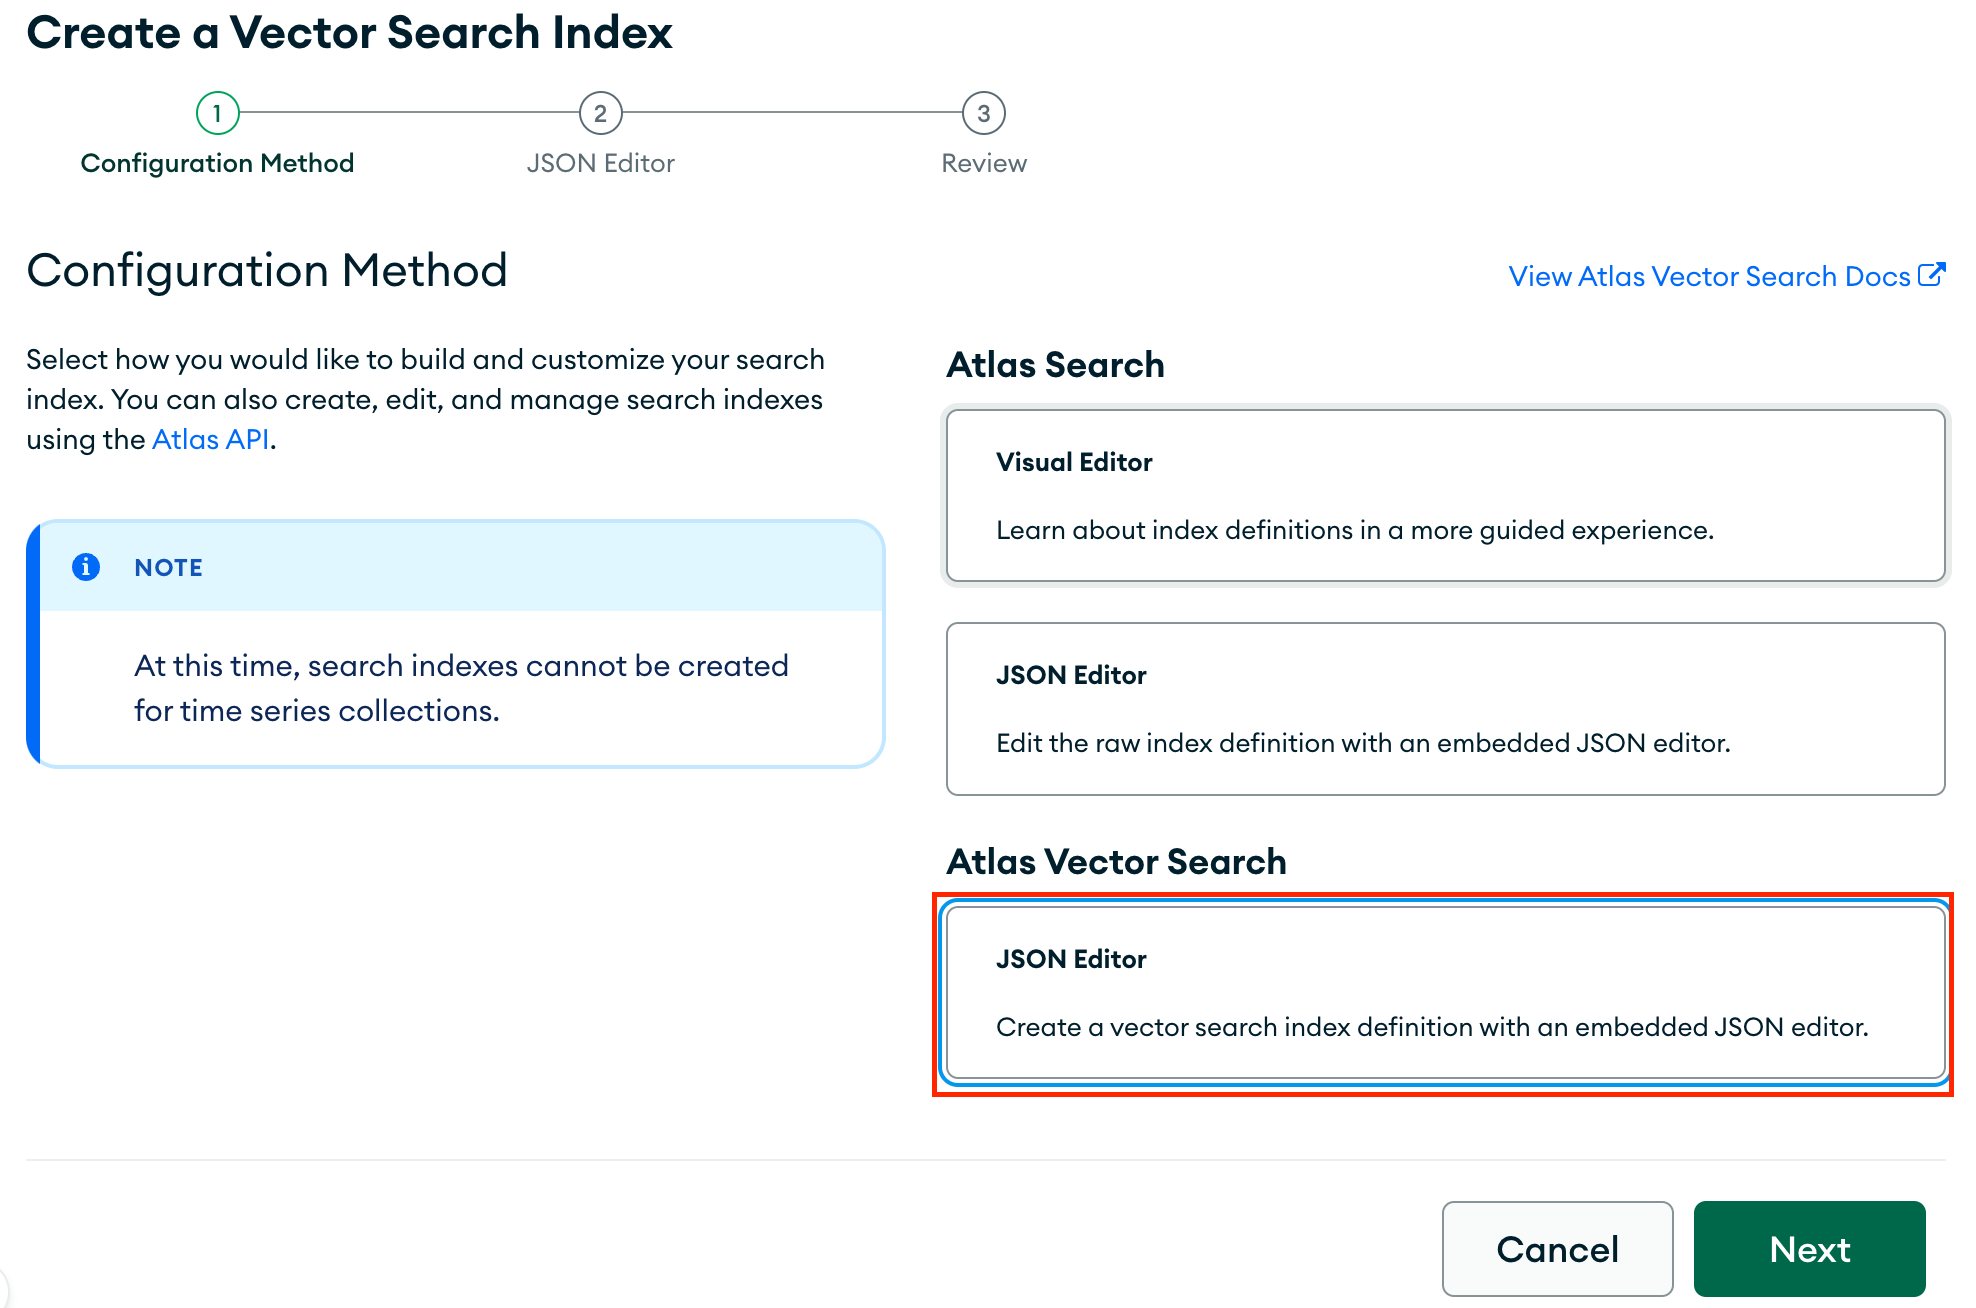 Create a Vector Search Index
1
2
3
Configuration Method
JSON Editor
Review
Configuration Method
View Atlas Vector Search Docs
Select how you would like to build and customize your search
index. You can also create, edit, and manage search indexes
using the Atlas API.
NOTE
At this time, search indexes cannot be created
for time series collections.
Atlas Search
Visual Editor
Learn about index definitions in a more guided experience.
JSON Editor
Edit the raw index definition with an embedded JSON editor.
Atlas Vector Search
JSON Editor
Create a vector search index definition with an embedded JSON editor.
Cancel
Next